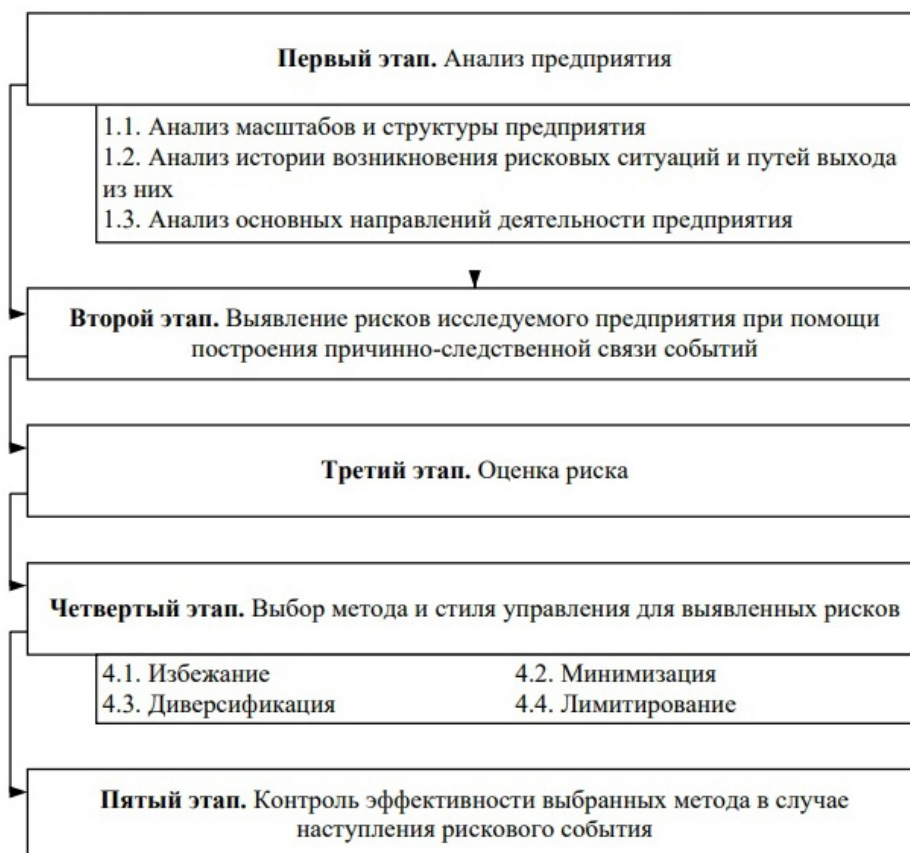 Первый этап. Анализ предприятия
1.1. Анализ масштабов и структуры предприятия
1.2. Анализ истории возникновения рисковых ситуаций и путей выхода
из них
1.3. Анализ основных направлений деятельности предприятия
Второй этап. Выявление рисков исследуемого предприятия при помощи
построения причинно-следственной связи событий
Третий этап. Оценка риска
Четвертый этап. Выбор метода и стиля управления для выявленных рисков
4.1. Избежание 4.2. Минимизация
4.3. Диверсификация 4.4. Лимитирование
Пятый этап. Контроль эффективности выбранных метода в случае
наступления рискового события